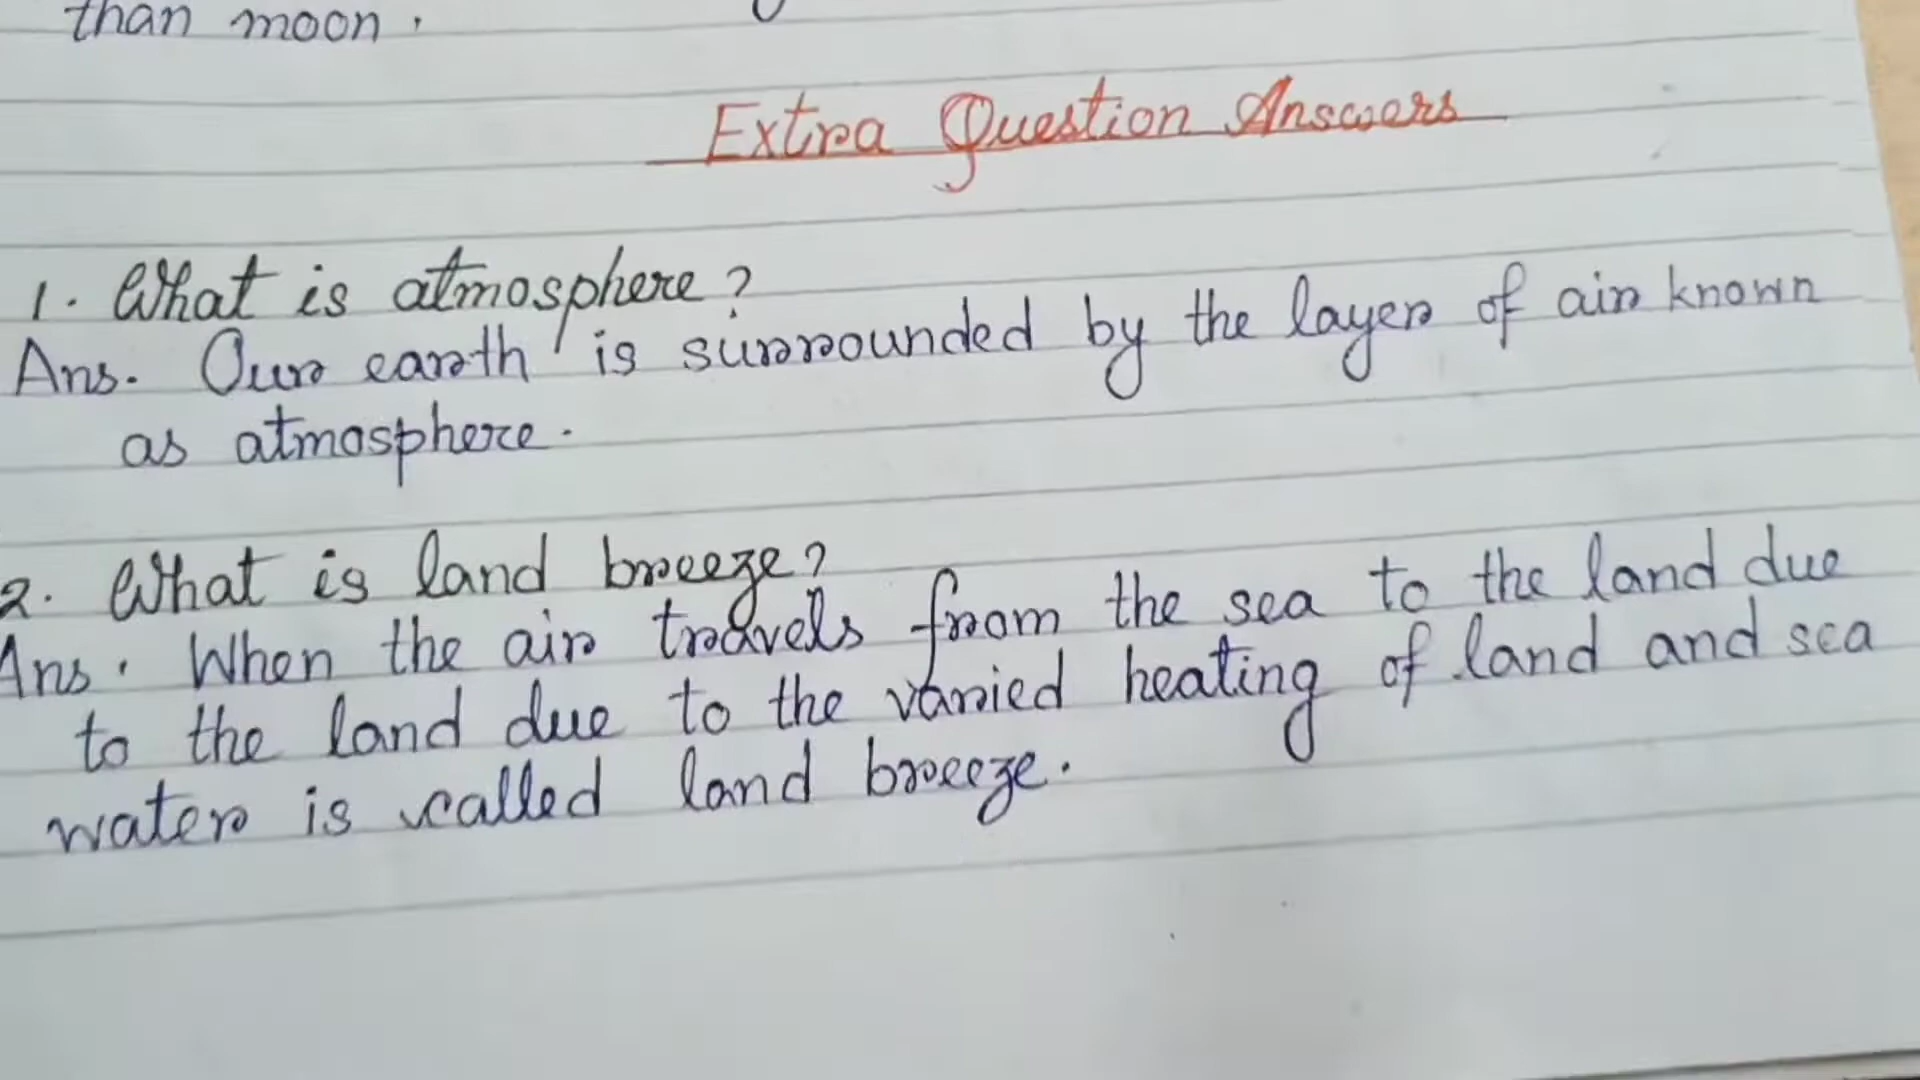 than moon.
Extra Question Answers
1. What is atmosphere?
Ans. Our earth is surrounded by the layer of air known
as atmosphere.
2. What is land breeze?
Ans. When the air travels from the sea to the land due
to the land due to the varied heating of land and sea
water is called land breeze.